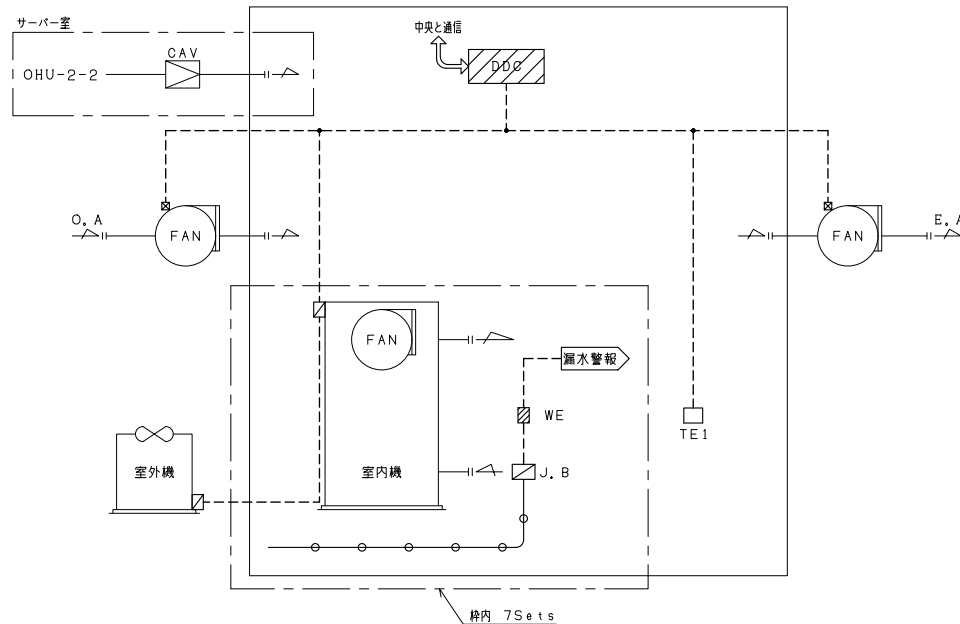 サーバー室
中央と通信
CAV
OHU-2-2
DDC
O.A
FAN
FAN
E.A
FAN
漏水警報
WE
TE1
室外機
室内機
J.B
枠内 7Sets